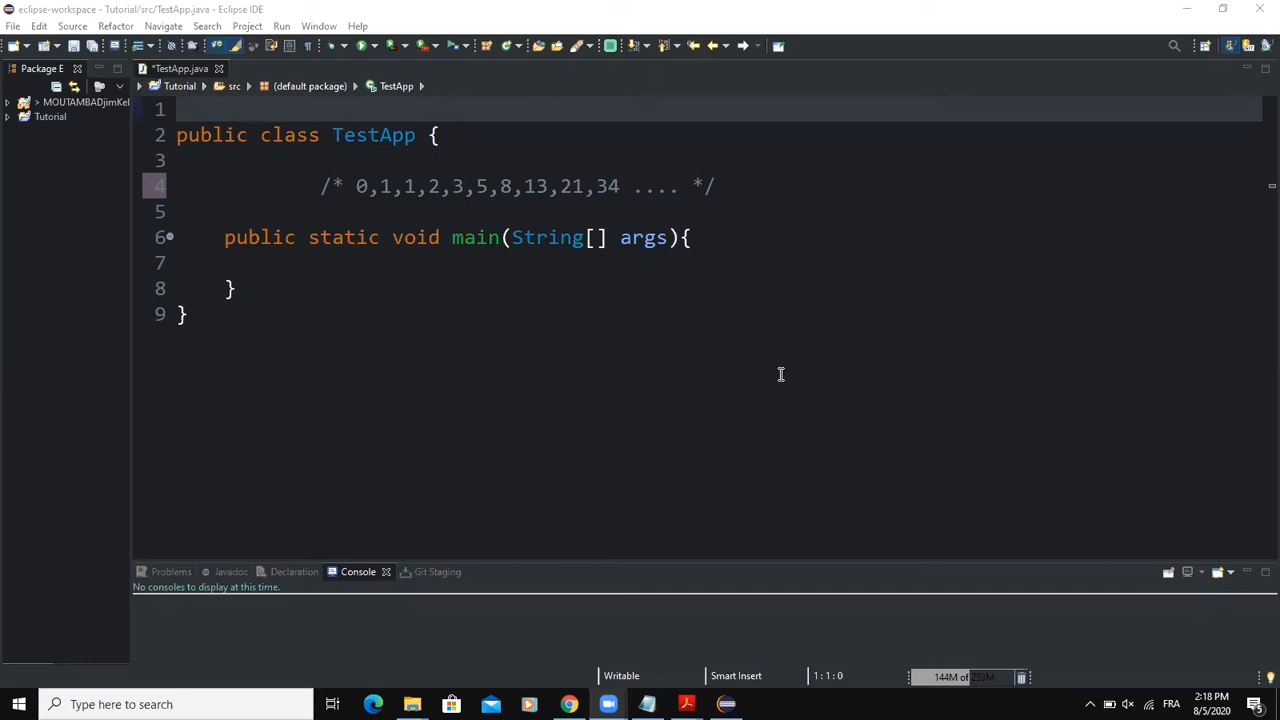 eclipse-workspace - Tutorial/src/TestApp.java - Eclipse IDE
File Edit Source Refactor Navigate Search Project Run Window Help
Package E *TestApp.java
Tutorial src (default package) TestApp
> MOUTAMBADjimKel
Tutorial
1
2 public class TestApp {
3
4 /* 0,1,1,2,3,5,8,13,21,34 .... */
5
6 public static void main(String[] args){
7
8 }
9 }
Problems Javadoc Declaration Console Git Staging
No consoles to display at this time.
Writable Smart Insert 1 : 1 : 0 144M of 259M
Type here to search
FRA
2:18 PM
8/5/2020
5